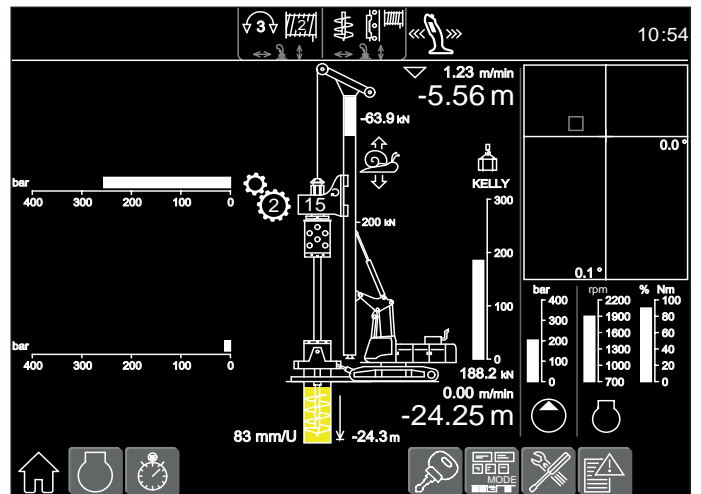 3
2
10:54
1.23 m/min
-5.56 m
-63.9 kN
0.0 °
bar
400 300 200 100 0
2
15
KELLY
300
-200 kN
200
0.1 °
bar
400
300
200
100
0
rpm
2200
1900
1600
1300
1000
700
% Nm
100
80
60
40
20
0
100
bar
400 300 200 100 0
0
188.2 kN
0.00 m/min
-24.25 m
83 mm/U
-24.3 m
MODE